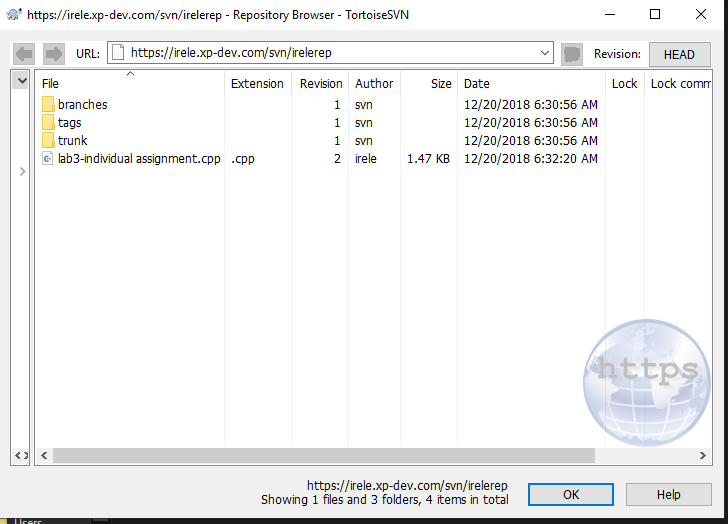 https://irele.xp-dev.com/svn/irelerep - Repository Browser - TortoiseSVN
URL: https://irele.xp-dev.com/svn/irelerep Revision: HEAD
File Extension Revision Author Size Date Lock Lock comm
branches 1 svn 12/20/2018 6:30:56 AM
tags 1 svn 12/20/2018 6:30:56 AM
trunk 1 svn 12/20/2018 6:30:56 AM
lab3-individual assignment.cpp .cpp 2 irele 1.47 KB 12/20/2018 6:32:20 AM
https
https://irele.xp-dev.com/svn/irelerep
Showing 1 files and 3 folders, 4 items in total
OK Help
Users